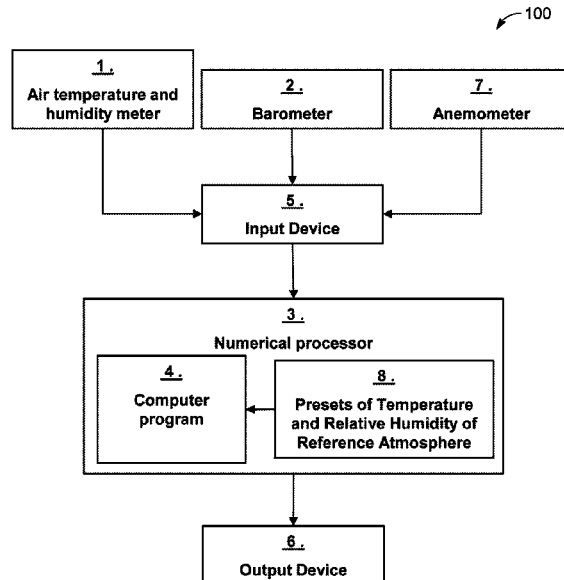 100
1 .
Air temperature and
humidity meter
2 .
Barometer
7 .
Anemometer
5 .
Input Device
3 .
Numerical processor
4 .
Computer
program
8 .
Presets of Temperature
and Relative Humidity of
Reference Atmosphere
6 .
Output Device